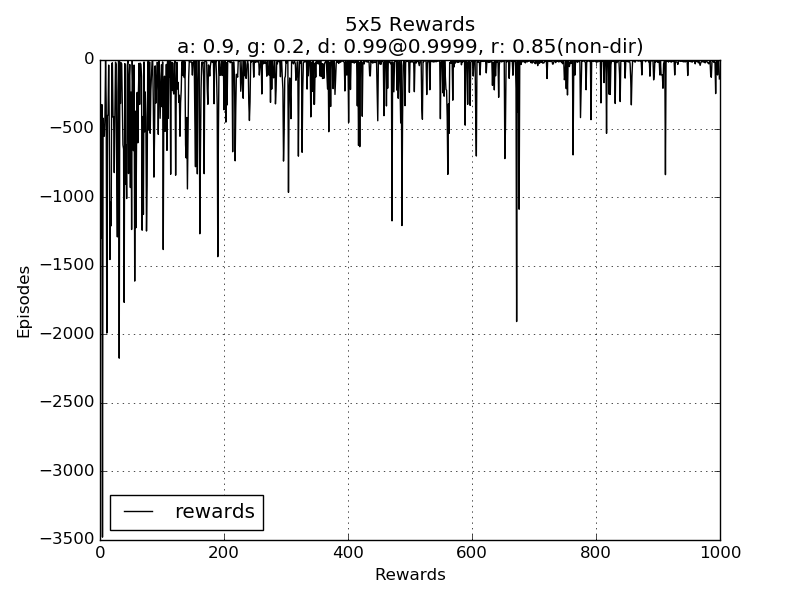 5x5 Rewards
a: 0.9, g: 0.2, d: 0.99@0.9999, r: 0.85(non-dir)
0
−500
−1000
−1500
−2000
−2500
−3000
−3500
Episodes
rewards
0 200 400 600 800 1000
Rewards